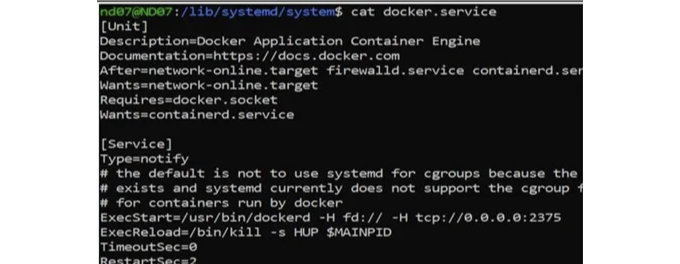 nd07@ND07:/lib/systemd/system$ cat docker.service
[Unit]
Description=Docker Application Container Engine
Documentation=https://docs.docker.com
After=network-online.target firewalld.service containerd.ser
Wants=network-online.target
Requires=docker.socket
Wants=containerd.service
[Service]
Type=notify
# the default is not to use systemd for cgroups because the
# exists and systemd currently does not support the cgroup f
# for containers run by docker
ExecStart=/usr/bin/dockerd -H fd:// -H tcp://0.0.0.0:2375
ExecReload=/bin/kill -s HUP $MAINPID
TimeoutSec=0
RestartSec=2